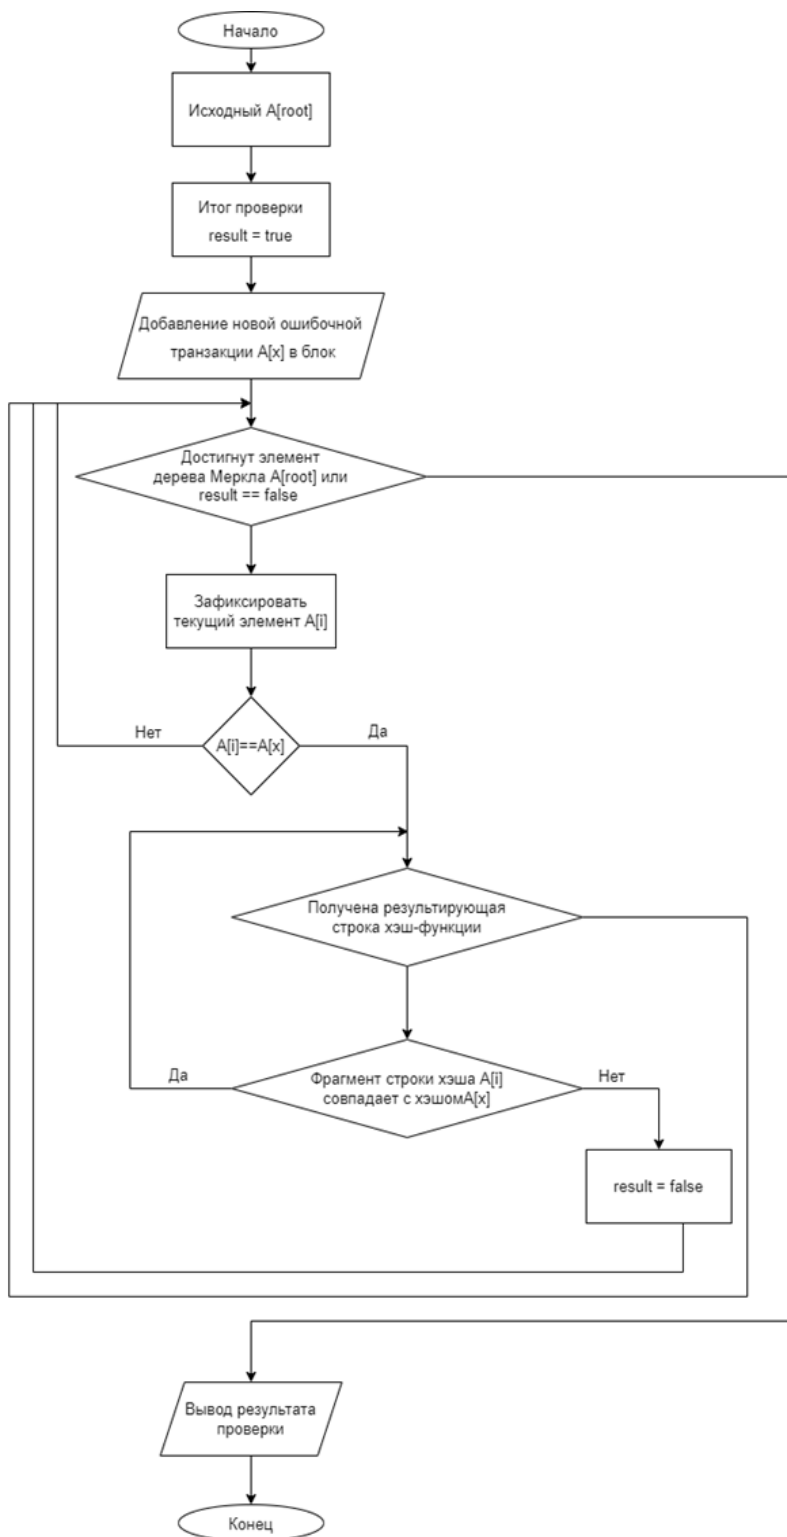 Начало
Исходный A[root]
Итог проверки
result = true
Добавление новой ошибочной
транзакции A[x] в блок
Достигнут элемент
дерева Меркла A[root] или
result == false
Зафиксировать
текущий элемент A[i]
Нет
A[i]==A[x]
Да
Получена результирующая
строка хэш-функции
Да
Фрагмент строки хэша A[i]
совпадает с хэшомA[x]
Нет
result = false
Вывод результата
проверки
Конец